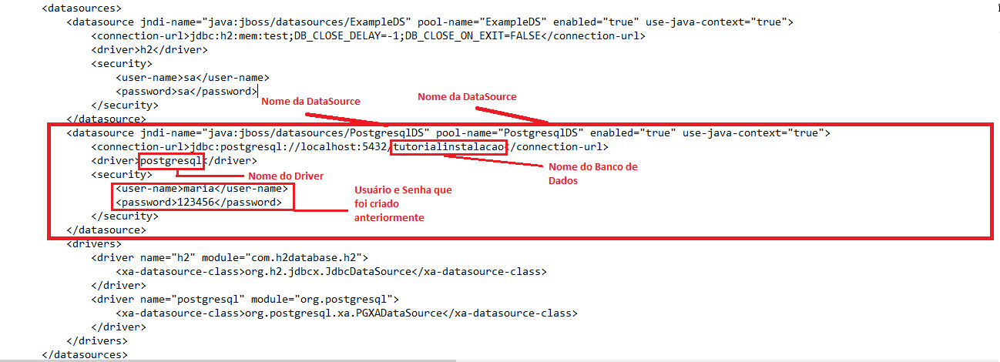 <datasources>
<datasource jndi-name="java:jboss/datasources/ExampleDS" pool-name="ExampleDS" enabled="true" use-java-context="true">
<connection-url>jdbc:h2:mem:test;DB_CLOSE_DELAY=-1;DB_CLOSE_ON_EXIT=FALSE</connection-url>
<driver>h2</driver>
<security>
<user-name>sa</user-name>
<password>sa</password>
</security>
Nome da DataSource
Nome da DataSource
</datasource>
<datasource jndi-name="java:jboss/datasources/PostgresqlDS" pool-name="PostgresqlDS" enabled="true" use-java-context="true">
<connection-url>jdbc:postgresql://localhost:5432/tutorialinstalacao</connection-url>
<driver>postgresql</driver>
Nome do Banco de
Dados
<security>
Nome do Driver
<user-name>maria</user-name>
<password>123456</password>
Usuário e Senha que
foi criado
anteriormente
</security>
</datasource>
<drivers>
<driver name="h2" module="com.h2database.h2">
<xa-datasource-class>org.h2.jdbcx.JdbcDataSource</xa-datasource-class>
</driver>
<driver name="postgresql" module="org.postgresql">
<xa-datasource-class>org.postgresql.xa.PGXADataSource</xa-datasource-class>
</driver>
</drivers>
</datasources>